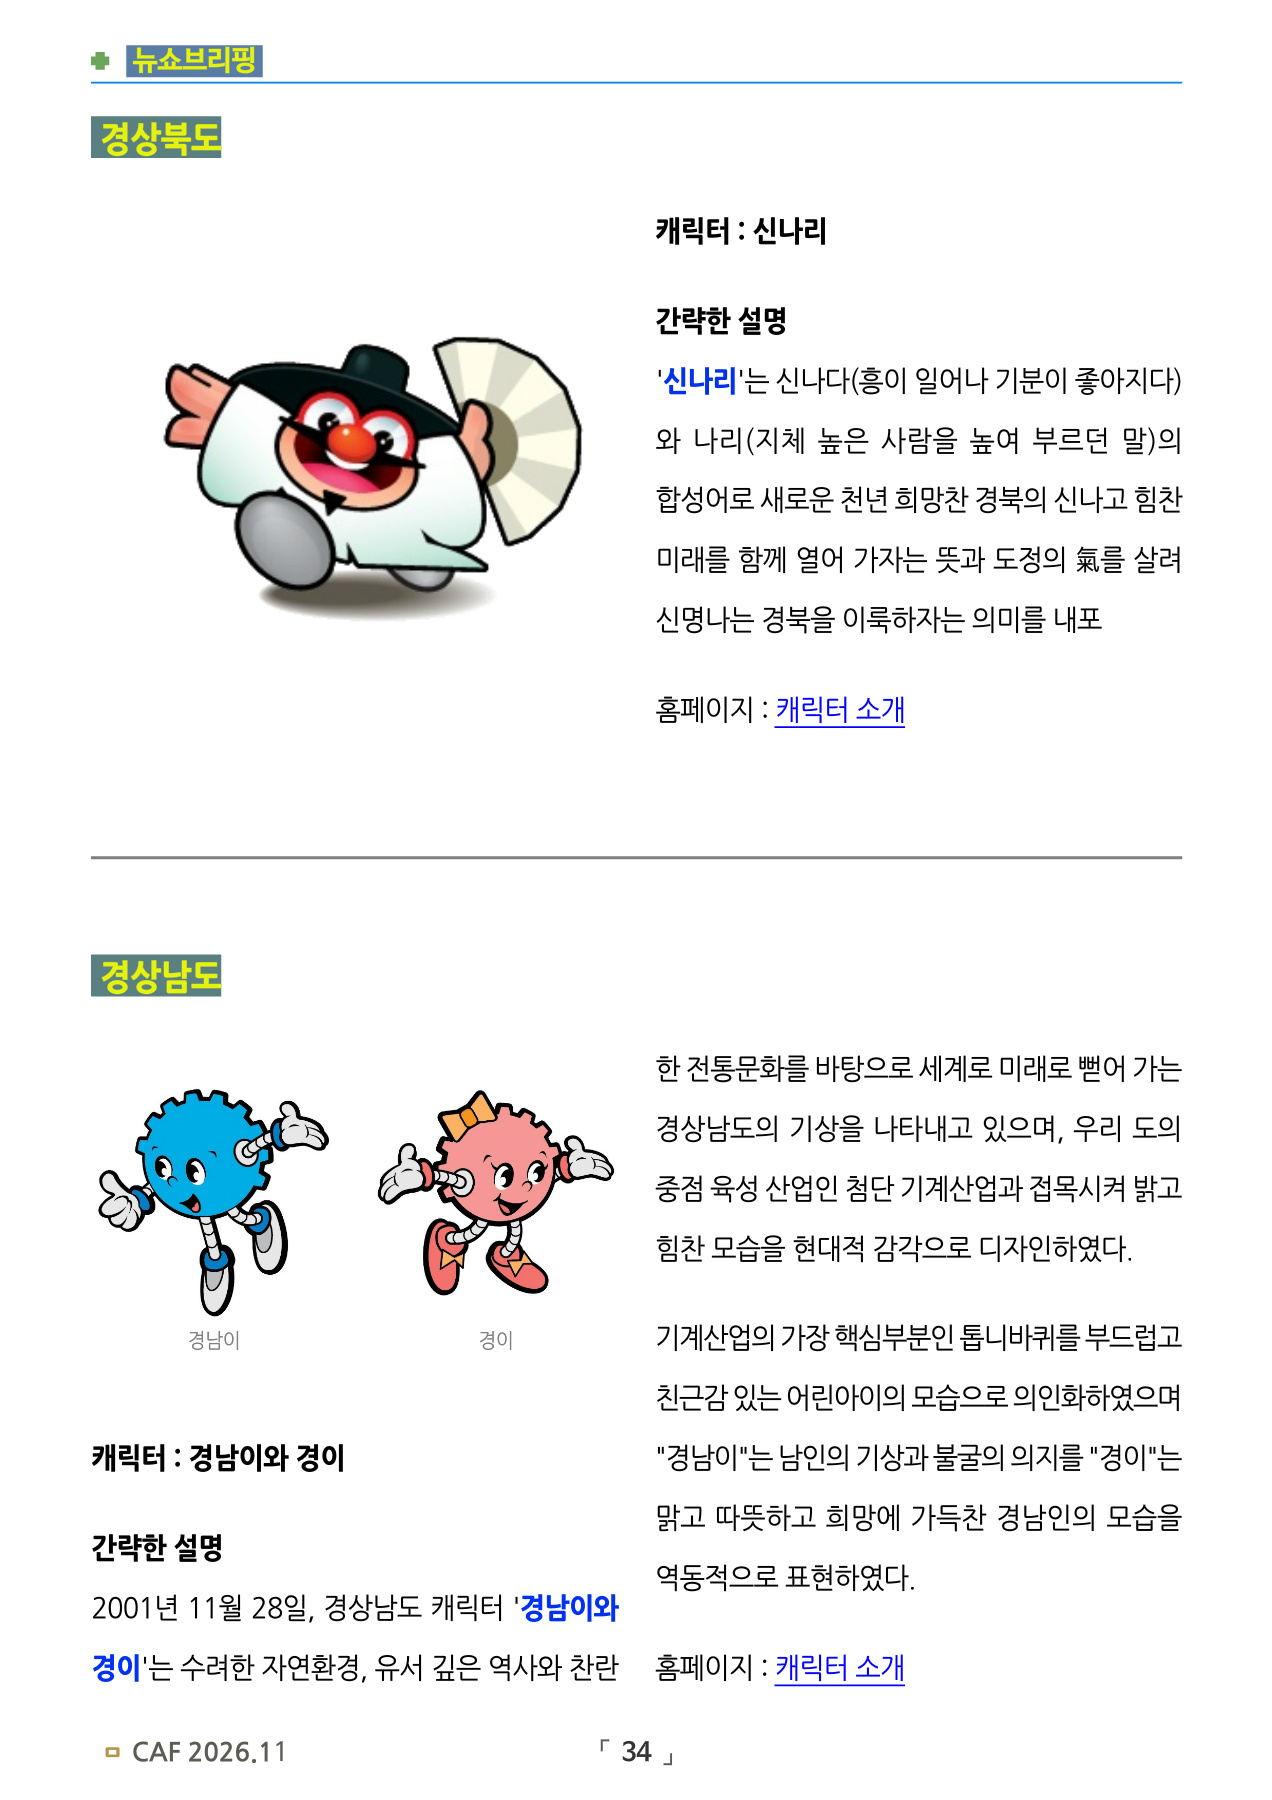 뉴쇼브리핑
경상북도
캐릭터 : 신나리
간략한 설명
'신나리'는 신나다(흥이 일어나 기분이 좋아지다)
와 나리(지체 높은 사람을 높여 부르던 말)의
합성어로 새로운 천년 희망찬 경북의 신나고 힘찬
미래를 함께 열어 가자는 뜻과 도정의 氣를 살려
신명나는 경북을 이룩하자는 의미를 내포
홈페이지 : 캐릭터 소개
경상남도
경남이
경이
캐릭터 : 경남이와 경이
간략한 설명
2001년 11월 28일, 경상남도 캐릭터 '경남이와
경이'는 수려한 자연환경, 유서 깊은 역사와 찬란
한 전통문화를 바탕으로 세계로 미래로 뻗어 가는
경상남도의 기상을 나타내고 있으며, 우리 도의
중점 육성 산업인 첨단 기계산업과 접목시켜 밝고
힘찬 모습을 현대적 감각으로 디자인하였다.
기계산업의 가장 핵심부분인 톱니바퀴를 부드럽고
친근감 있는 어린아이의 모습으로 의인화하였으며
"경남이"는 남인의 기상과 불굴의 의지를 "경이"는
맑고 따뜻하고 희망에 가득찬 경남인의 모습을
역동적으로 표현하였다.
홈페이지 : 캐릭터 소개
CAF 2026.11
「 34 」